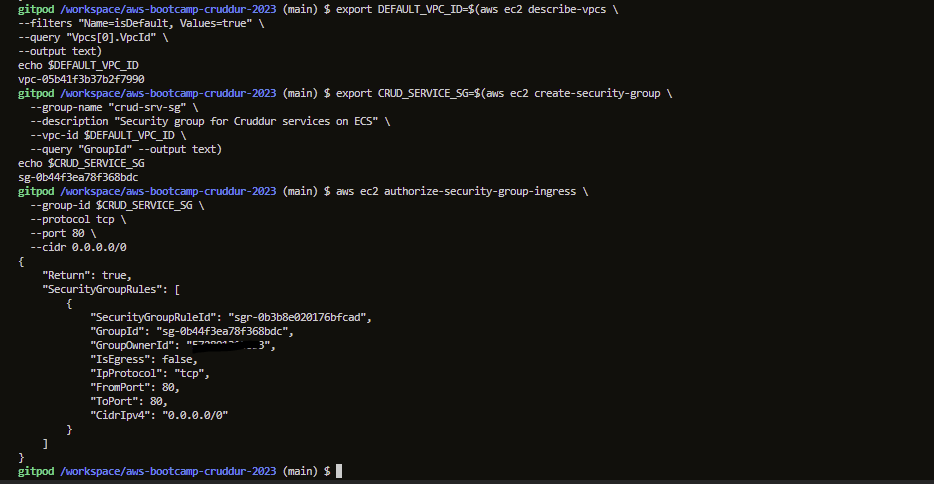 gitpod /workspace/aws-bootcamp-cruddur-2023 (main) $ export DEFAULT_VPC_ID=$(aws ec2 describe-vpcs \
--filters "Name=isDefault, Values=true" \
--query "Vpcs[0].VpcId" \
--output text)
echo $DEFAULT_VPC_ID
vpc-05b41f3b37b2f7990
gitpod /workspace/aws-bootcamp-cruddur-2023 (main) $ export CRUD_SERVICE_SG=$(aws ec2 create-security-group \
  --group-name "crud-srv-sg" \
  --description "Security group for Cruddur services on ECS" \
  --vpc-id $DEFAULT_VPC_ID \
  --query "GroupId" --output text)
echo $CRUD_SERVICE_SG
sg-0b44f3ea78f368bdc
gitpod /workspace/aws-bootcamp-cruddur-2023 (main) $ aws ec2 authorize-security-group-ingress \
  --group-id $CRUD_SERVICE_SG \
  --protocol tcp \
  --port 80 \
  --cidr 0.0.0.0/0
{
    "Return": true,
    "SecurityGroupRules": [
        {
            "SecurityGroupRuleId": "sgr-0b3b8e020176bfcad",
            "GroupId": "sg-0b44f3ea78f368bdc",
            "GroupOwnerId":
            "IsEgress": false,
            "IpProtocol": "tcp",
            "FromPort": 80,
            "ToPort": 80,
            "CidrIpv4": "0.0.0.0/0"
        }
    ]
}
gitpod /workspace/aws-bootcamp-cruddur-2023 (main) $